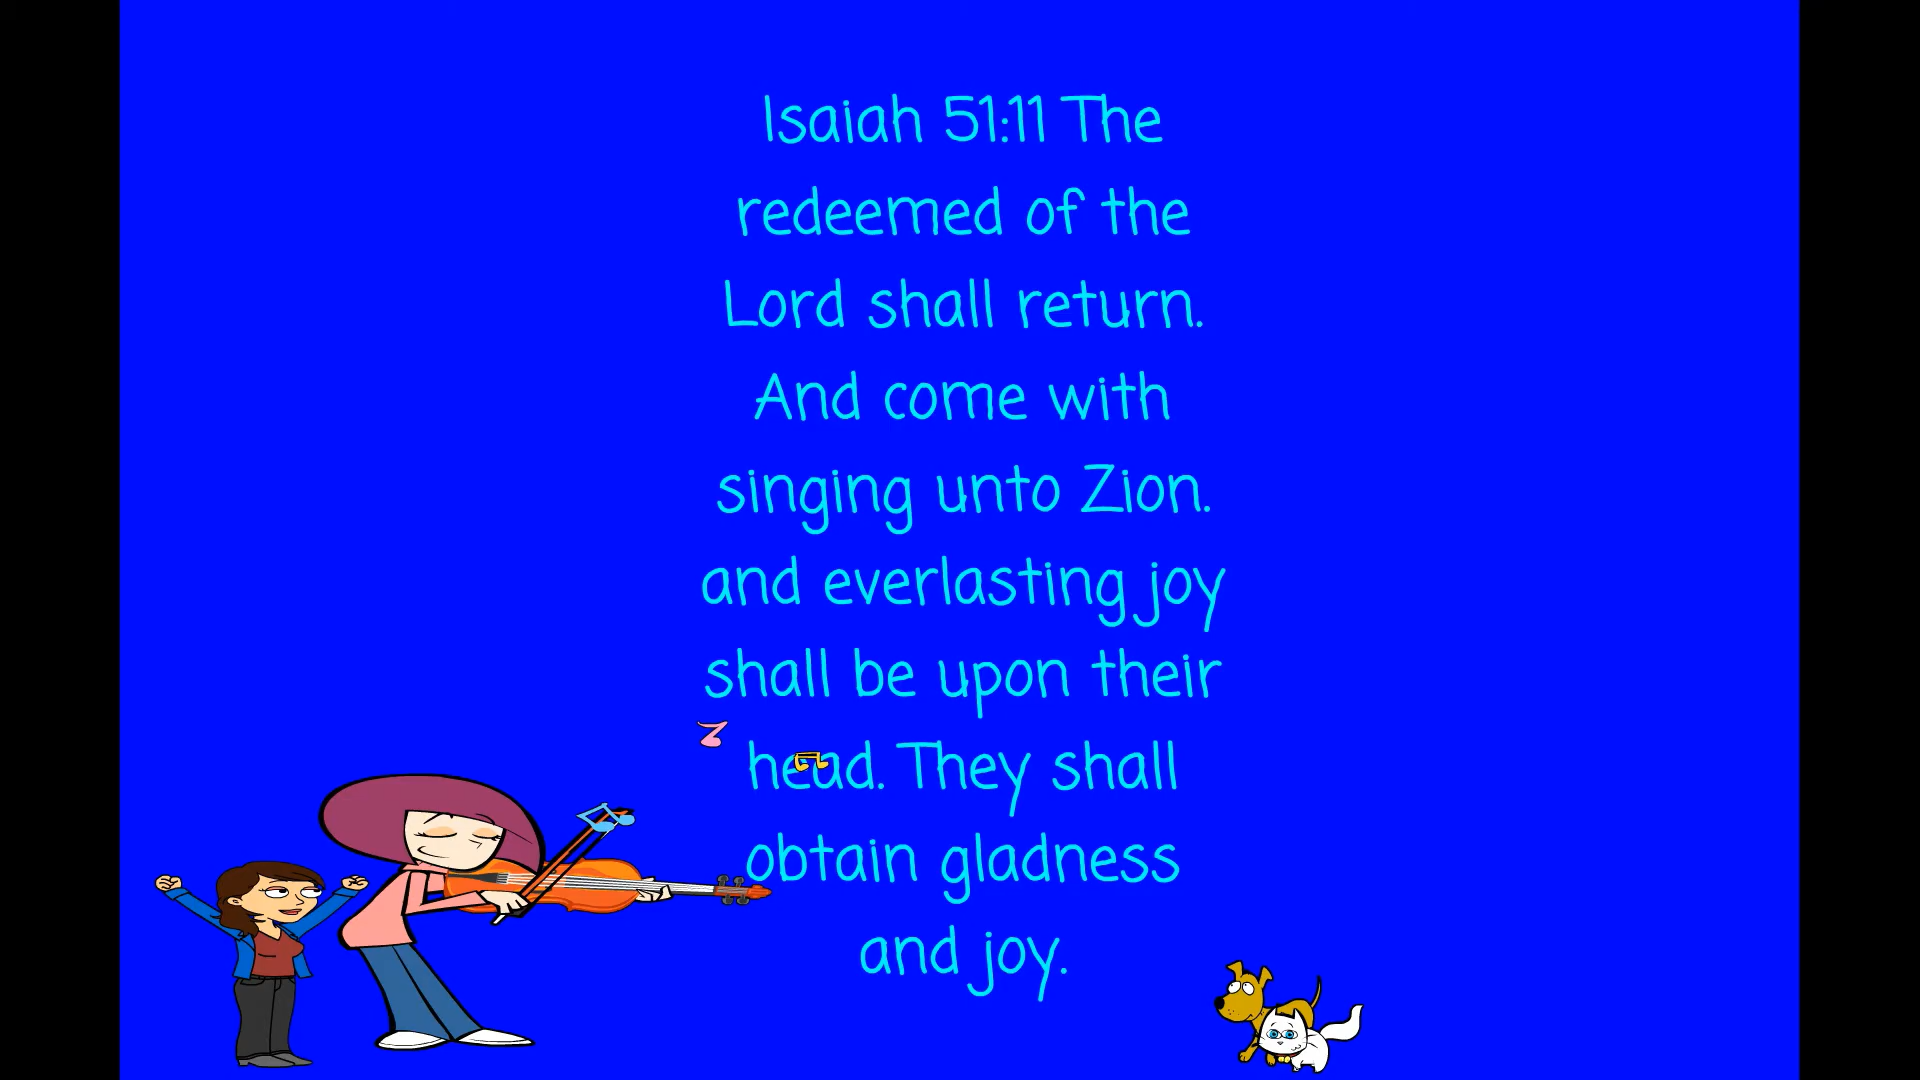 Isaiah 51:11 The
redeemed of the
Lord shall return.
And come with
singing unto Zion.
and everlasting joy
shall be upon their
head. They shall
obtain gladness
and joy.